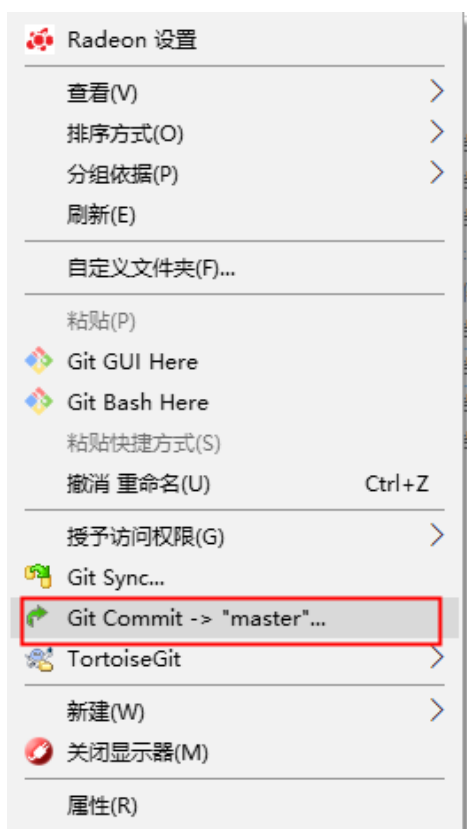 Radeon 设置
查看(V)
排序方式(O)
分组依据(P)
刷新(E)
自定义文件夹(F)...
粘贴(P)
Git GUI Here
Git Bash Here
粘贴快捷方式(S)
撤消 重命名(U) Ctrl+Z
授予访问权限(G)
Git Sync...
Git Commit -> "master"...
TortoiseGit
新建(W)
关闭显示器(M)
属性(R)